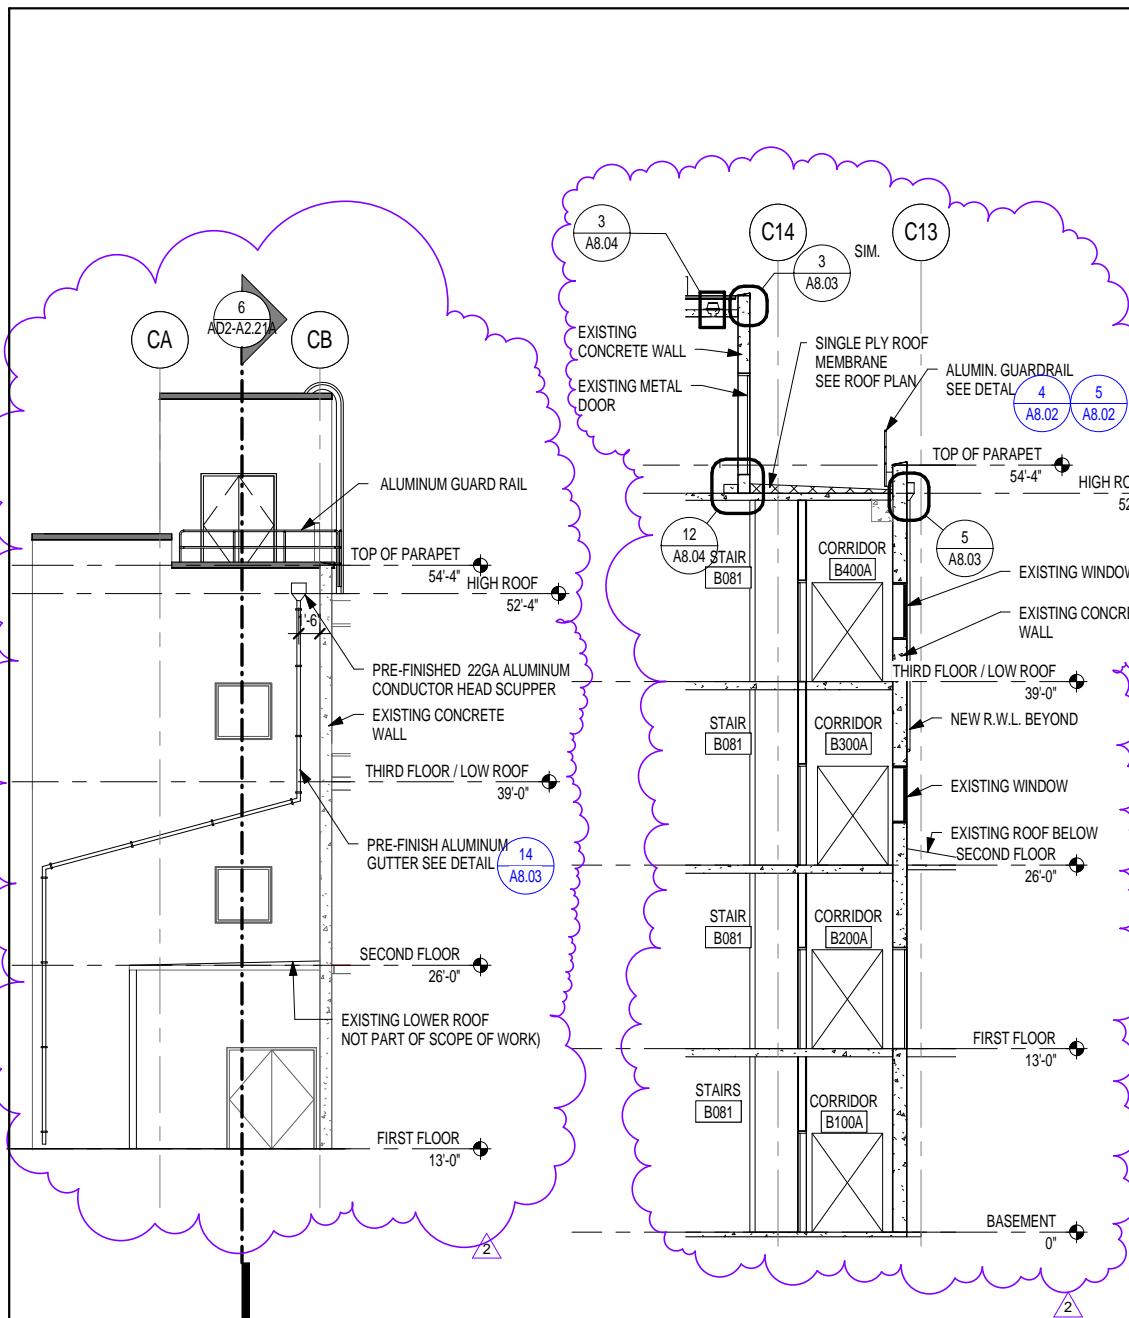 6
AD2-A2.21A
CA
CB
ALUMINUM GUARD RAIL
TOP OF PARAPET
54'-4"
HIGH ROOF
52'-4"
'-6"
PRE-FINISHED 22GA ALUMINUM
CONDUCTOR HEAD SCUPPER
EXISTING CONCRETE
WALL
THIRD FLOOR / LOW ROOF
39'-0"
PRE-FINISH ALUMINUM
GUTTER SEE DETAIL
14
A8.03
SECOND FLOOR
26'-0"
EXISTING LOWER ROOF
NOT PART OF SCOPE OF WORK)
FIRST FLOOR
13'-0"
2
3
A8.04
C14
C13
3
A8.03
SIM.
EXISTING
CONCRETE WALL
EXISTING METAL
DOOR
SINGLE PLY ROOF
MEMBRANE
SEE ROOF PLAN
ALUMIN. GUARDRAIL
SEE DETAL
4
A8.02
5
A8.02
TOP OF PARAPET
54'-4"
HIGH RO
52
12
A8.04
5
A8.03
STAIR
B081
CORRIDOR
B400A
EXISTING WINDOW
EXISTING CONCRE
WALL
THIRD FLOOR / LOW ROOF
39'-0"
STAIR
B081
CORRIDOR
B300A
NEW R.W.L. BEYOND
EXISTING WINDOW
EXISTING ROOF BELOW
SECOND FLOOR
26'-0"
STAIR
B081
CORRIDOR
B200A
FIRST FLOOR
13'-0"
STAIRS
B081
CORRIDOR
B100A
BASEMENT
0"
2